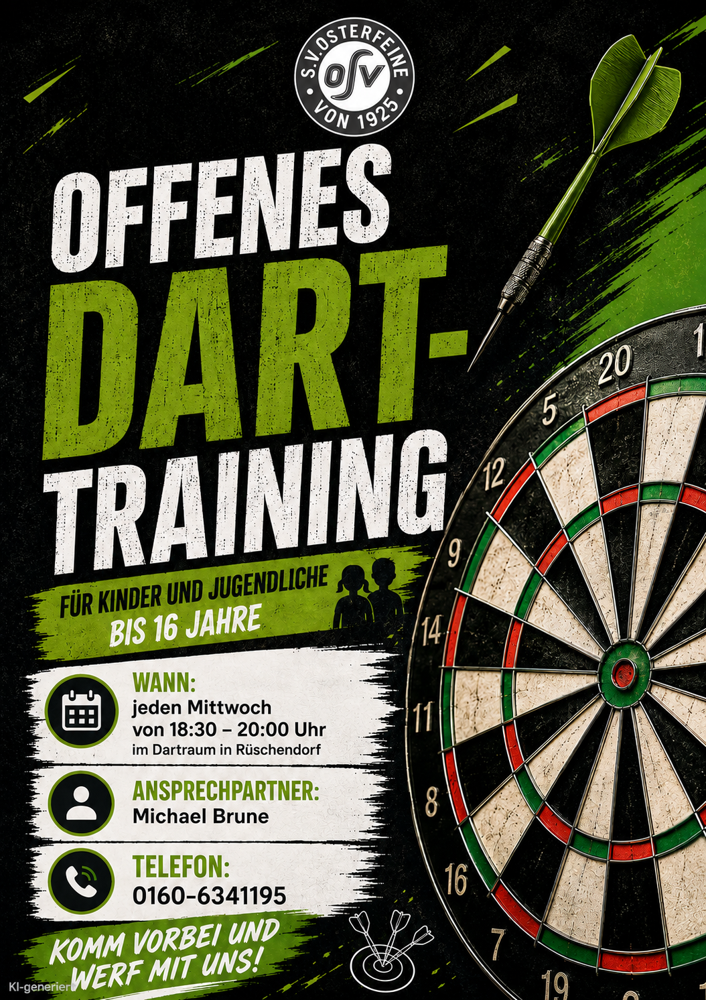 S.V. OSTERFEINE
OSV
• VON 1925 •
OFFENES
DART-
TRAINING
FÜR KINDER UND JUGENDLICHE
BIS 16 JAHRE
WANN:
jeden Mittwoch
von 18:30 – 20:00 Uhr
im Dartraum in Rüschendorf
ANSPRECHPARTNER:
Michael Brune
TELEFON:
0160-6341195
KOMM VORBEI UND
WERF MIT UNS!
KI-generiert
20
5
12
9
14
11
8
16
7
19